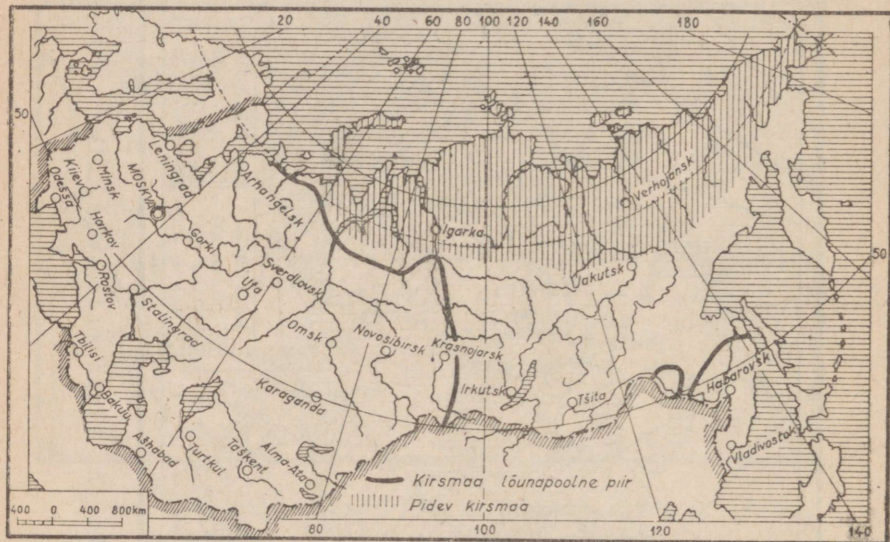 20 40 60 80 100 120 140 160 180
50
50
Leningrad
Arhangelsk
Minsk
Kiiev
Odessa
MOSKVA
Verhojansk
Igarka
Harkov
Gorki
Jakutsk
Rostov
Sverdlovsk
Ufa
Stalingrad
Omsk
Novosibirsk
Krasnojarsk
Tbilisi
Irkutsk
Tšita
Habarovsk
Karaganda
Bakuu
Vladivostok
Ašhabad
Turtkul
Taškent
Alma-Ata
Kirsmaa lõunapoolne piir
Pidev kirsmaa
400 0 400 800km
80 100 120 140